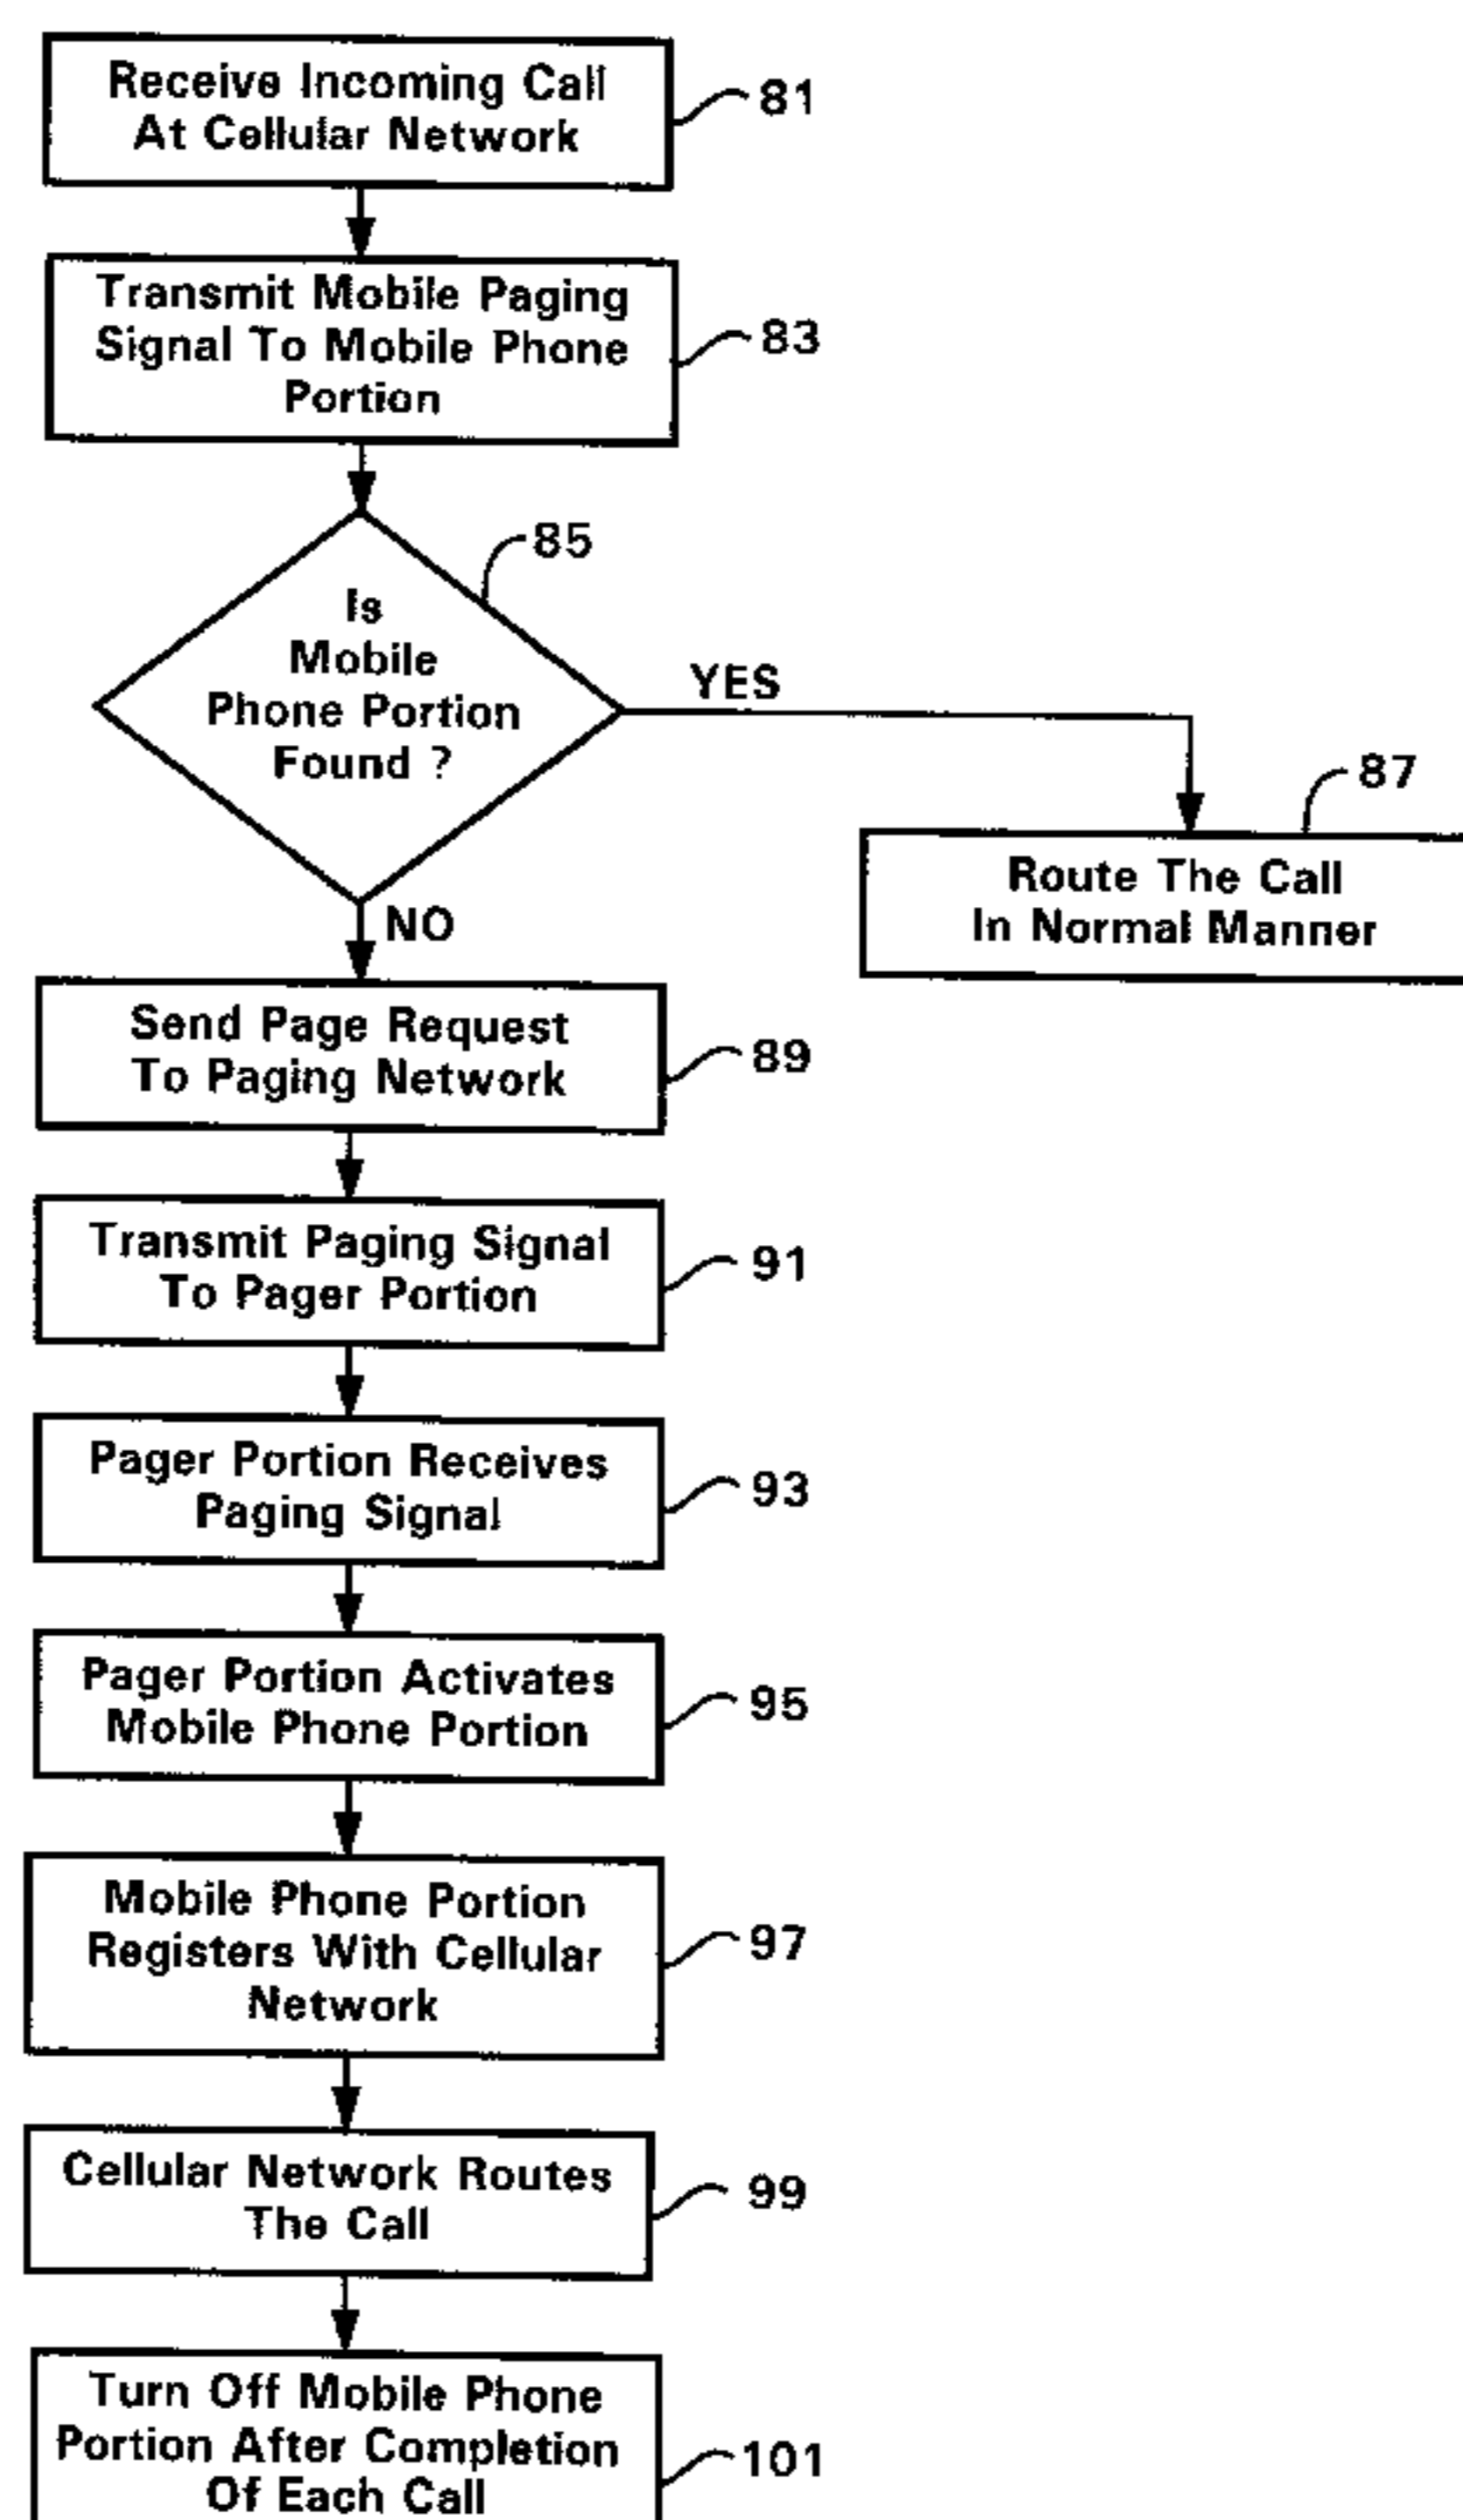 Receive Incoming Call
At Cellular Network
81
Transmit Mobile Paging
Signal To Mobile Phone
Portion
83
85
Is
Mobile
Phone Portion
Found ?
YES
87
Route The Call
In Normal Manner
NO
Send Page Request
To Paging Network
89
Transmit Paging Signal
To Pager Portion
91
Pager Portion Receives
Paging Signal
93
Pager Portion Activates
Mobile Phone Portion
95
Mobile Phone Portion
Registers With Cellular
Network
97
Cellular Network Routes
The Call
99
Turn Off Mobile Phone
Portion After Completion
Of Each Call
101